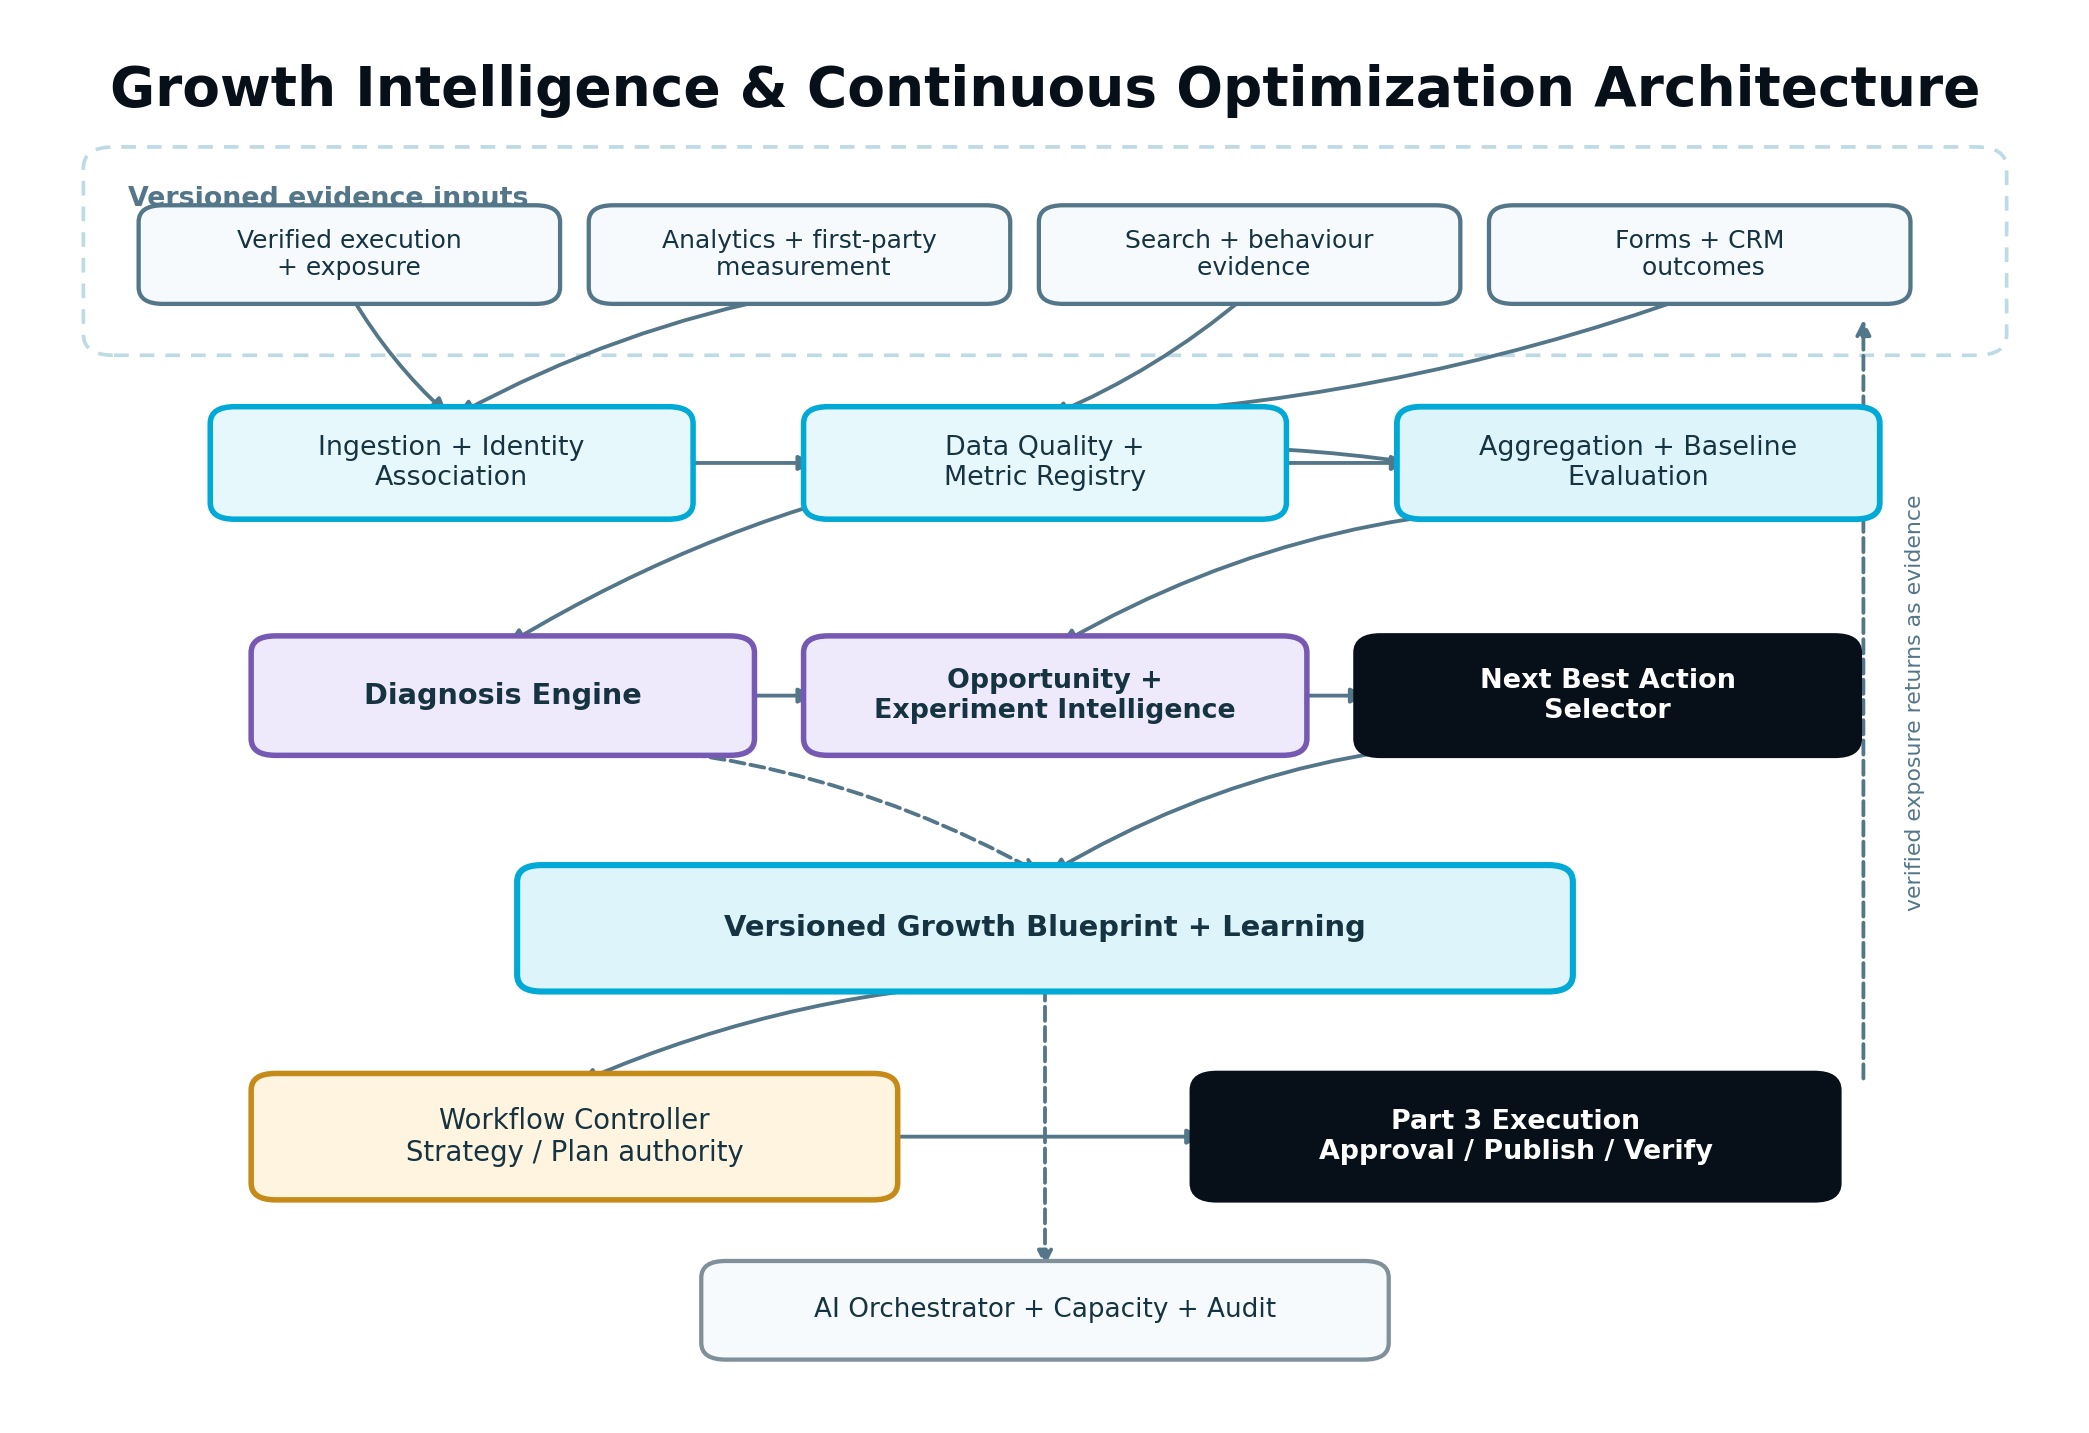 Growth Intelligence & Continuous Optimization Architecture
Versioned evidence inputs
Verified execution
+ exposure
Analytics + first-party
measurement
Search + behaviour
evidence
Forms + CRM
outcomes
Ingestion + Identity
Association
Data Quality +
Metric Registry
Aggregation + Baseline
Evaluation
verified exposure returns as evidence
Diagnosis Engine
Opportunity +
Experiment Intelligence
Next Best Action
Selector
Versioned Growth Blueprint + Learning
Workflow Controller
Strategy / Plan authority
Part 3 Execution
Approval / Publish / Verify
AI Orchestrator + Capacity + Audit